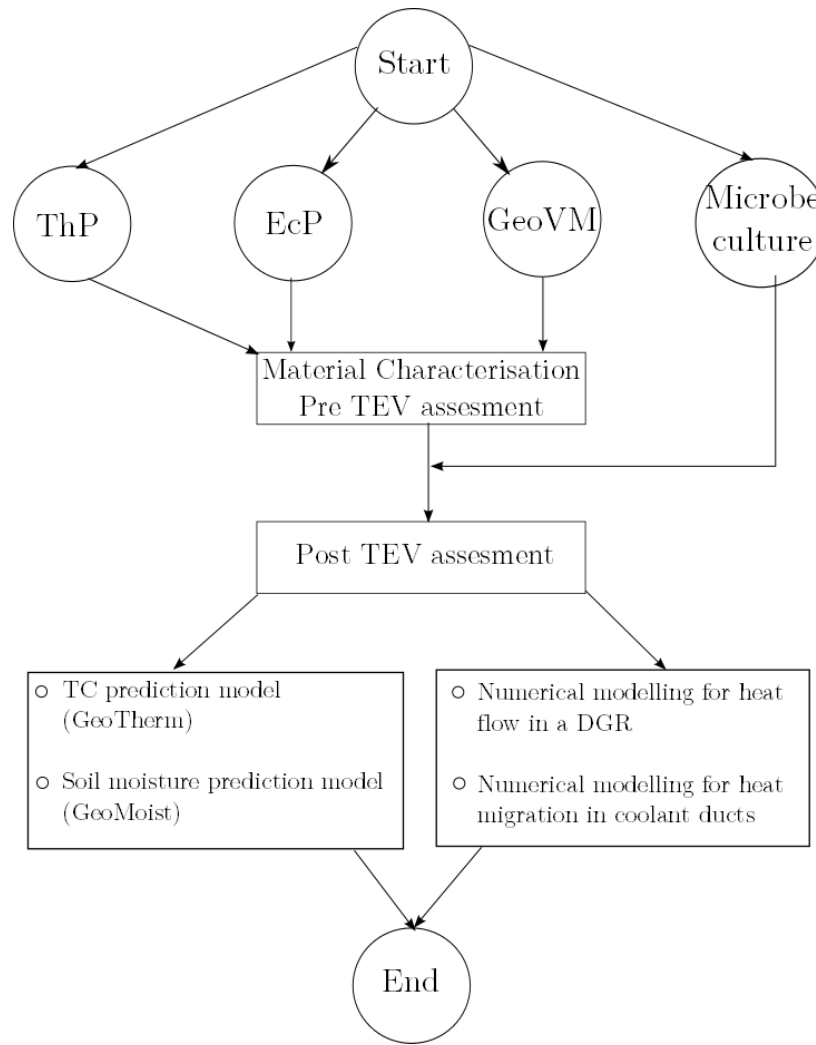 Start
ThP
EcP
GeoVM
Microbe
culture
Material Characterisation
Pre TEV assesment
Post TEV assesment
TC prediction model
(GeoTherm)
Soil moisture prediction model
(GeoMoist)
Numerical modelling for heat
flow in a DGR
Numerical modelling for heat
migration in coolant ducts
End